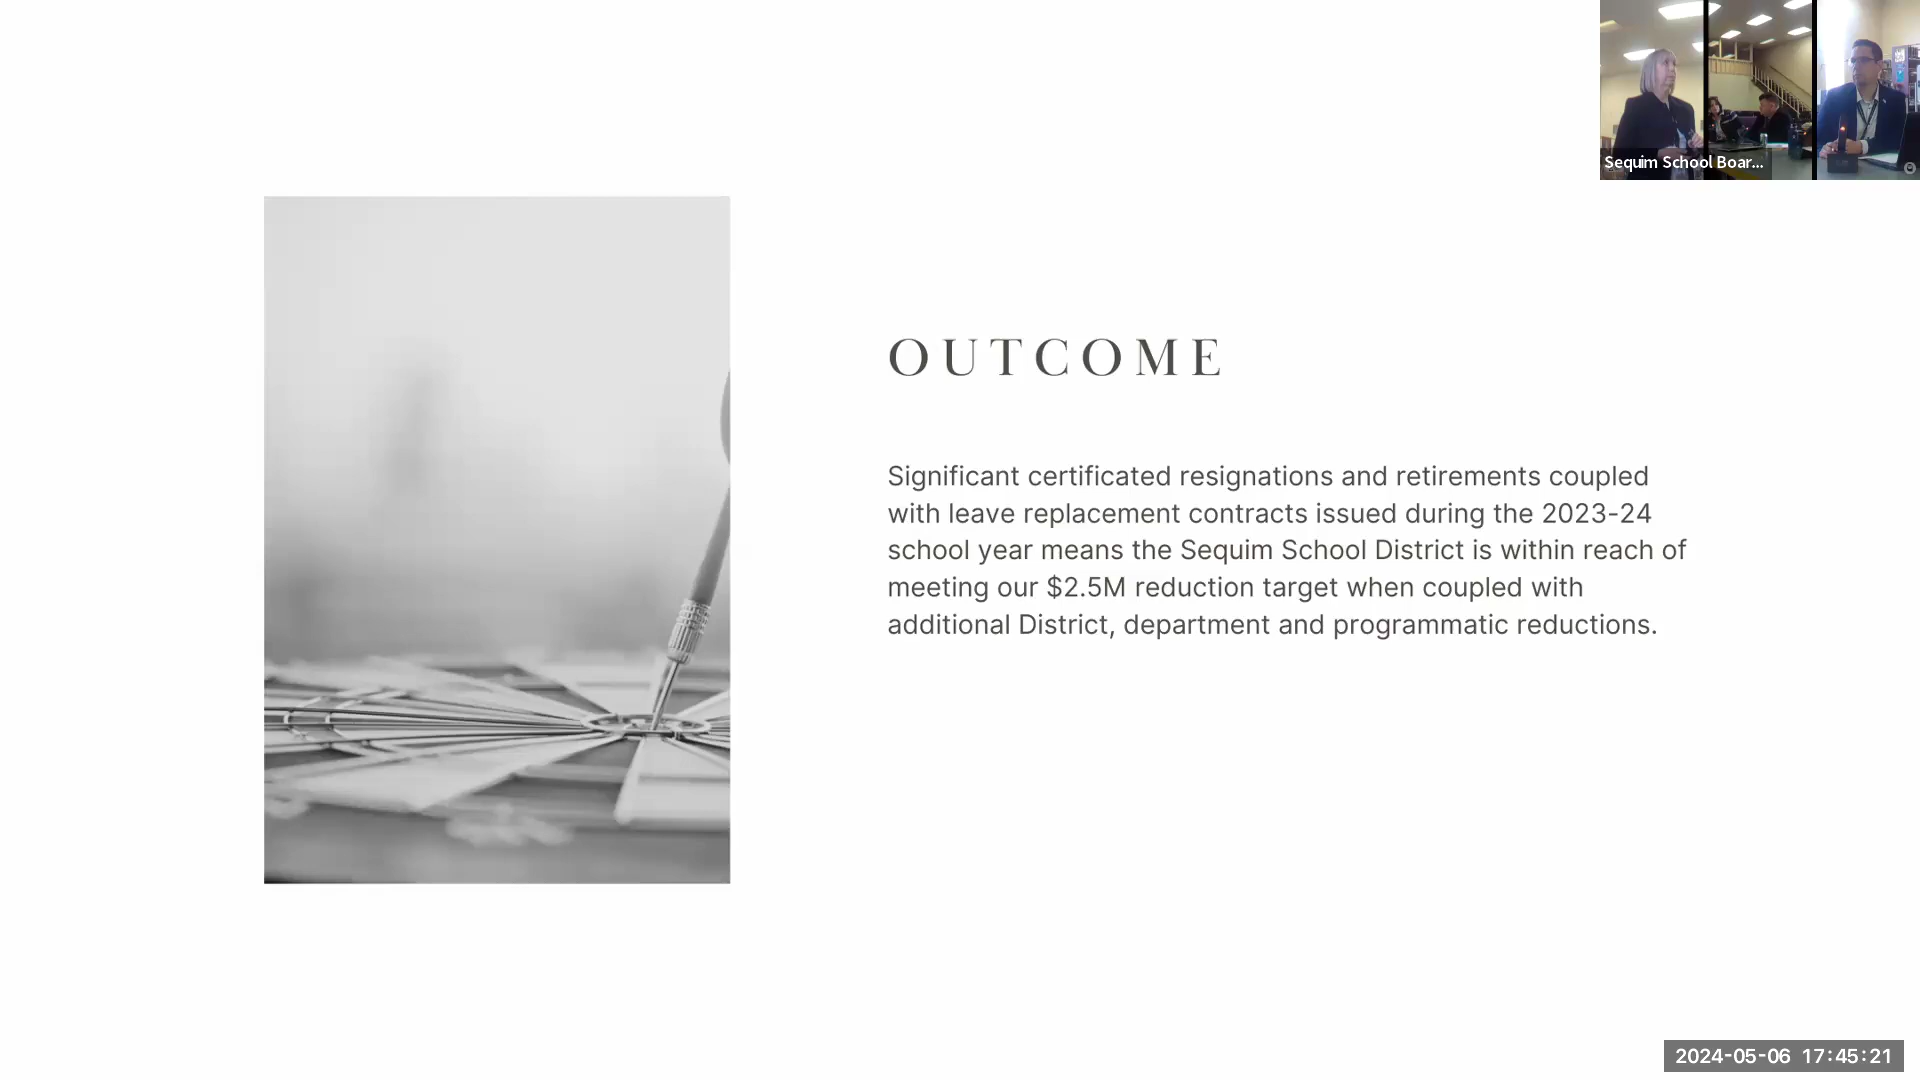 Sequim School Boar...
OUTCOME
Significant certificated resignations and retirements coupled
with leave replacement contracts issued during the 2023-24
school year means the Sequim School District is within reach of
meeting our $2.5M reduction target when coupled with
additional District, department and programmatic reductions.
2024-05-06 17:45:21